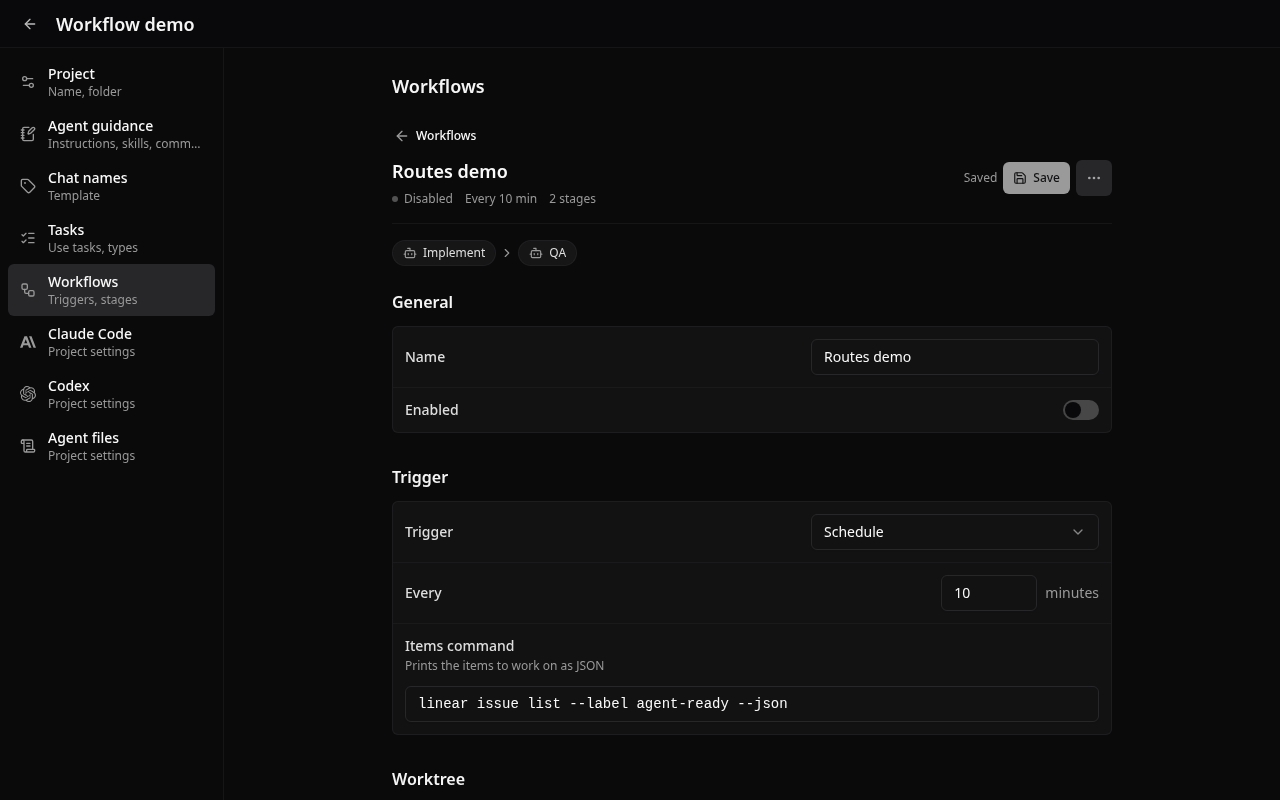 Workflow demo
Project
Name, folder
Agent guidance
Instructions, skills, comm...
Chat names
Template
Tasks
Use tasks, types
Workflows
Triggers, stages
Claude Code
Project settings
Codex
Project settings
Agent files
Project settings
Workflows
Workflows
Routes demo
Disabled Every 10 min 2 stages
Saved Save
Implement QA
General
Name Routes demo
Enabled
Trigger
Trigger Schedule
Every 10 minutes
Items command
Prints the items to work on as JSON
linear issue list --label agent-ready --json
Worktree